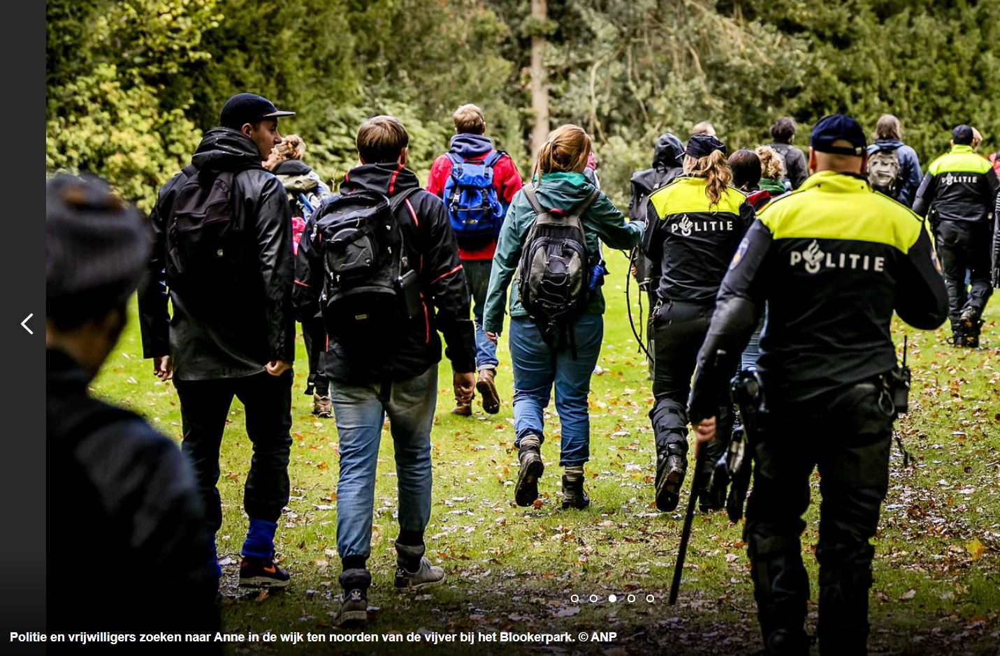 POLITIE
POLITIE
POLITIE
Politie en vrijwilligers zoeken naar Anne in de wijk ten noorden van de vijver bij het Blookerpark. © ANP